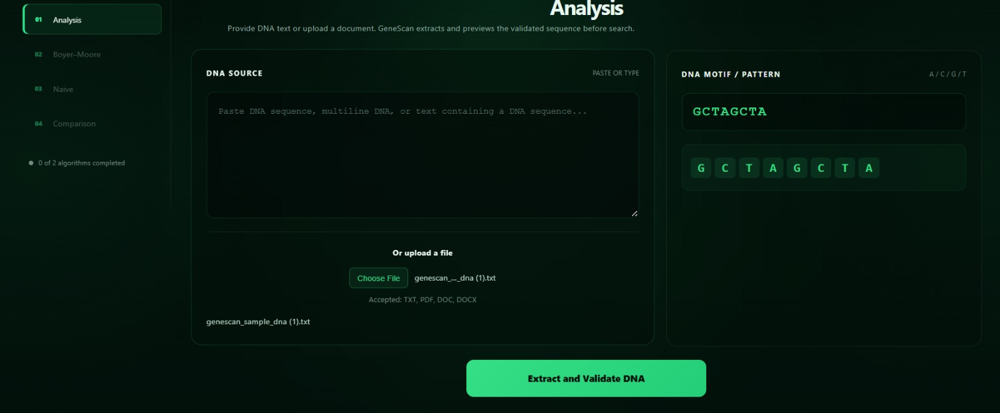 01 Analysis
02 Boyer–Moore
03 Naive
04 Comparison
0 of 2 algorithms completed
Analysis
Provide DNA text or upload a document. GeneScan extracts and previews the validated sequence before search.
DNA SOURCE
PASTE OR TYPE
Paste DNA sequence, multiline DNA, or text containing a DNA sequence...
Or upload a file
Choose File genescan_..._dna (1).txt
Accepted: TXT, PDF, DOC, DOCX
genescan_sample_dna (1).txt
DNA MOTIF / PATTERN
A/C/G/T
GCTAGCTA
G C T A G C T A
Extract and Validate DNA